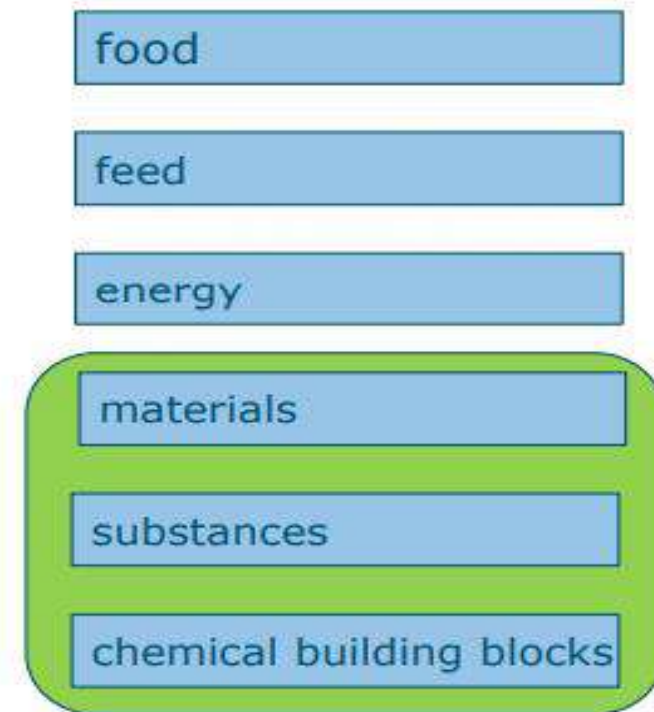 food
feed
energy
materials
substances
chemical building blocks